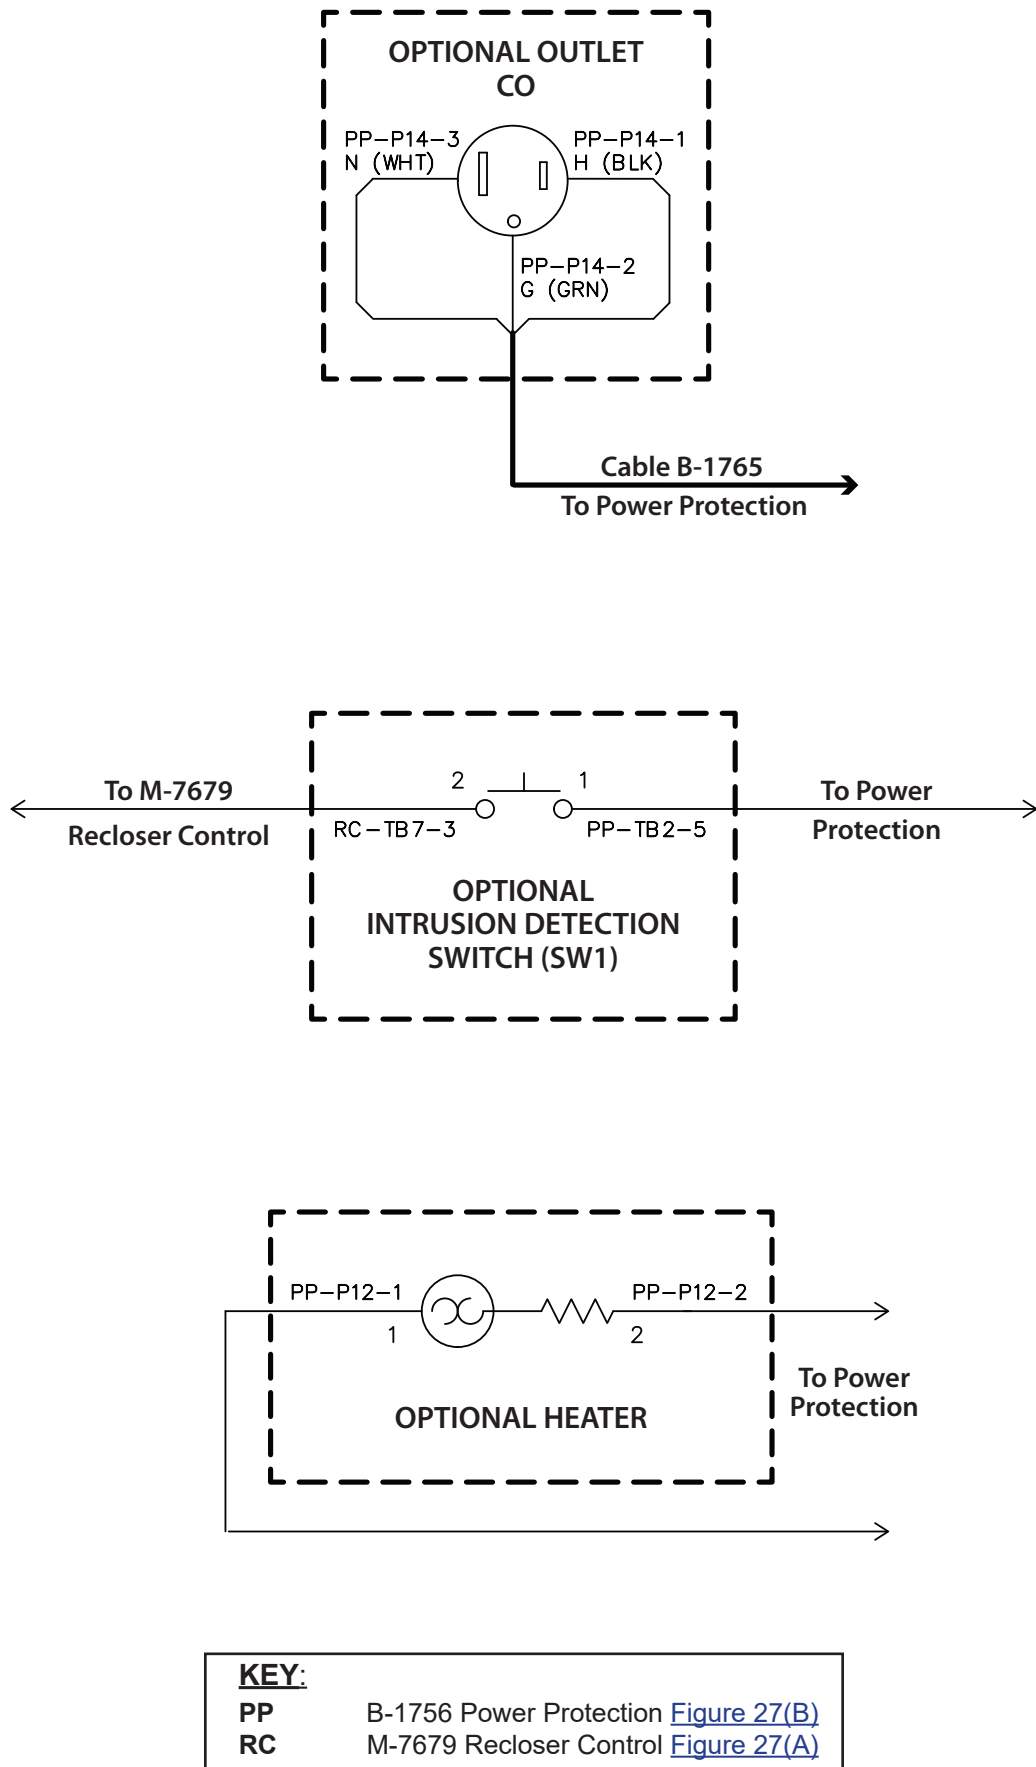 OPTIONAL OUTLET
CO
PP-P14-3
N (WHT)
PP-P14-1
H (BLK)
PP-P14-2
G (GRN)
Cable B-1765
To Power Protection
To M-7679
Recloser Control
2
1
RC-TB7-3
PP-TB2-5
To Power
Protection
OPTIONAL
INTRUSION DETECTION
SWITCH (SW1)
PP-P12-1
1
PP-P12-2
2
To Power
Protection
OPTIONAL HEATER
KEY:
PP B-1756 Power Protection Figure 27(B)
RC M-7679 Recloser Control Figure 27(A)